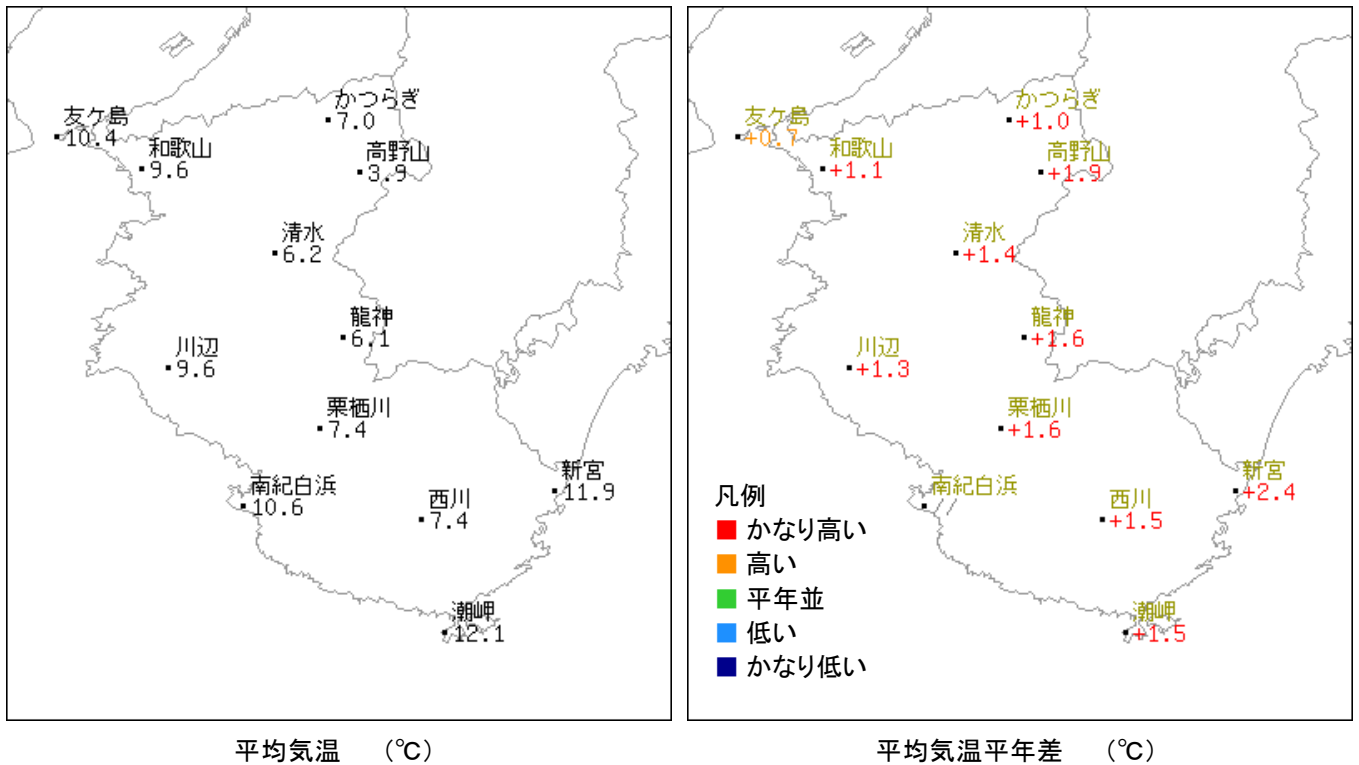 かつらぎ
7.0
友ケ島
10.4
和歌山
9.6
高野山
3.9
清水
6.2
龍神
6.1
川辺
9.6
栗栖川
7.4
新宮
11.9
南紀白浜
10.6
西川
7.4
潮岬
12.1
平均気温 (℃)
かつらぎ
+1.0
友ケ島
+0.7
和歌山
+1.1
高野山
+1.9
清水
+1.4
龍神
+1.6
川辺
+1.3
栗栖川
+1.6
新宮
+2.4
南紀白浜
//
西川
+1.5
潮岬
+1.5
凡例
かなり高い
高い
平年並
低い
かなり低い
平均気温平年差 (℃)